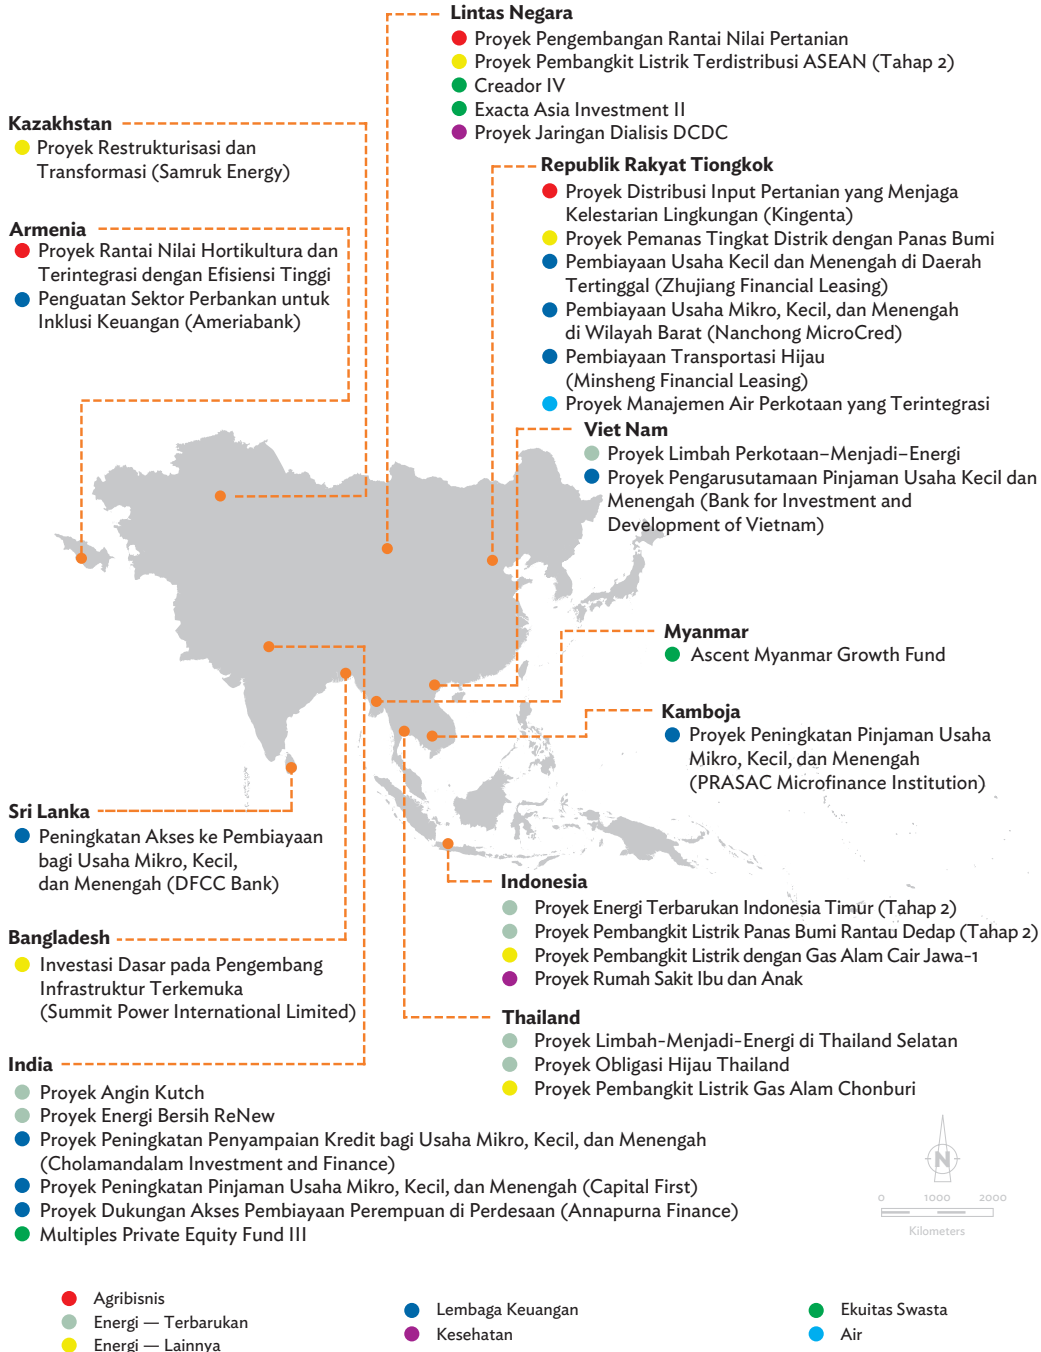 Lintas Negara
Proyek Pengembangan Rantai Nilai Pertanian
Proyek Pembangkit Listrik Terdistribusi ASEAN (Tahap 2)
Creador IV
Exacta Asia Investment II
Proyek Jaringan Dialisis DCDC
Kazakhstan
Proyek Restrukturisasi dan
Transformasi (Samruk Energy)
Republik Rakyat Tiongkok
Proyek Distribusi Input Pertanian yang Menjaga
Kelestarian Lingkungan (Kingenta)
Proyek Pemanas Tingkat Distrik dengan Panas Bumi
Pembiayaan Usaha Kecil dan Menengah di Daerah
Tertinggal (Zhujiang Financial Leasing)
Pembiayaan Usaha Mikro, Kecil, dan Menengah
di Wilayah Barat (Nanchong MicroCred)
Pembiayaan Transportasi Hijau
(Minsheng Financial Leasing)
Proyek Manajemen Air Perkotaan yang Terintegrasi
Armenia
Proyek Rantai Nilai Hortikultura dan
Terintegrasi dengan Efisiensi Tinggi
Penguatan Sektor Perbankan untuk
Inklusi Keuangan (Ameriabank)
Viet Nam
Proyek Limbah Perkotaan–Menjadi–Energi
Proyek Pengarusutamaan Pinjaman Usaha Kecil dan
Menengah (Bank for Investment and
Development of Vietnam)
Myanmar
Ascent Myanmar Growth Fund
Kamboja
Proyek Peningkatan Pinjaman Usaha
Mikro, Kecil, dan Menengah
(PRASAC Microfinance Institution)
Sri Lanka
Peningkatan Akses ke Pembiayaan
bagi Usaha Mikro, Kecil,
dan Menengah (DFCC Bank)
Indonesia
Proyek Energi Terbarukan Indonesia Timur (Tahap 2)
Proyek Pembangkit Listrik Panas Bumi Rantau Dedap (Tahap 2)
Proyek Pembangkit Listrik dengan Gas Alam Cair Jawa-1
Proyek Rumah Sakit Ibu dan Anak
Bangladesh
Investasi Dasar pada Pengembang
Infrastruktur Terkemuka
(Summit Power International Limited)
Thailand
Proyek Limbah-Menjadi-Energi di Thailand Selatan
Proyek Obligasi Hijau Thailand
Proyek Pembangkit Listrik Gas Alam Chonburi
India
Proyek Angin Kutch
Proyek Energi Bersih ReNew
Proyek Peningkatan Penyampaian Kredit bagi Usaha Mikro, Kecil, dan Menengah
(Cholamandalam Investment and Finance)
Proyek Peningkatan Pinjaman Usaha Mikro, Kecil, dan Menengah (Capital First)
Proyek Dukungan Akses Pembiayaan Perempuan di Perdesaan (Annapurna Finance)
Multiples Private Equity Fund III
N
0 1000 2000
Kilometers
Agribisnis
Energi — Terbarukan
Energi — Lainnya
Lembaga Keuangan
Kesehatan
Ekuitas Swasta
Air